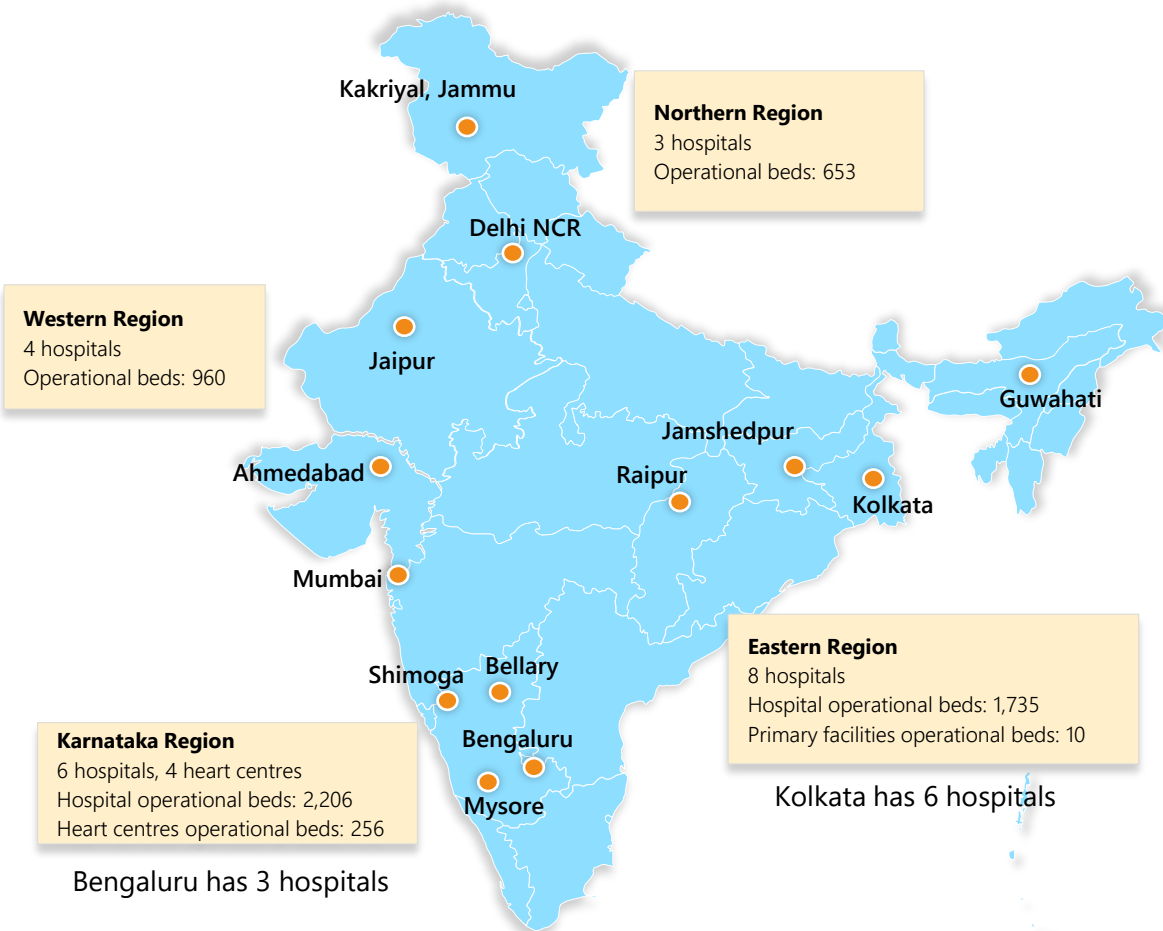 Kakriyal, Jammu
Northern Region
3 hospitals
Operational beds: 653
Delhi NCR
Western Region
4 hospitals
Operational beds: 960
Jaipur
Guwahati
Jamshedpur
Ahmedabad
Raipur
Kolkata
Mumbai
Eastern Region
8 hospitals
Hospital operational beds: 1,735
Primary facilities operational beds: 10
Kolkata has 6 hospitals
Shimoga
Bellary
Karnataka Region
6 hospitals, 4 heart centres
Hospital operational beds: 2,206
Heart centres operational beds: 256
Bengaluru
Mysore
Bengaluru has 3 hospitals